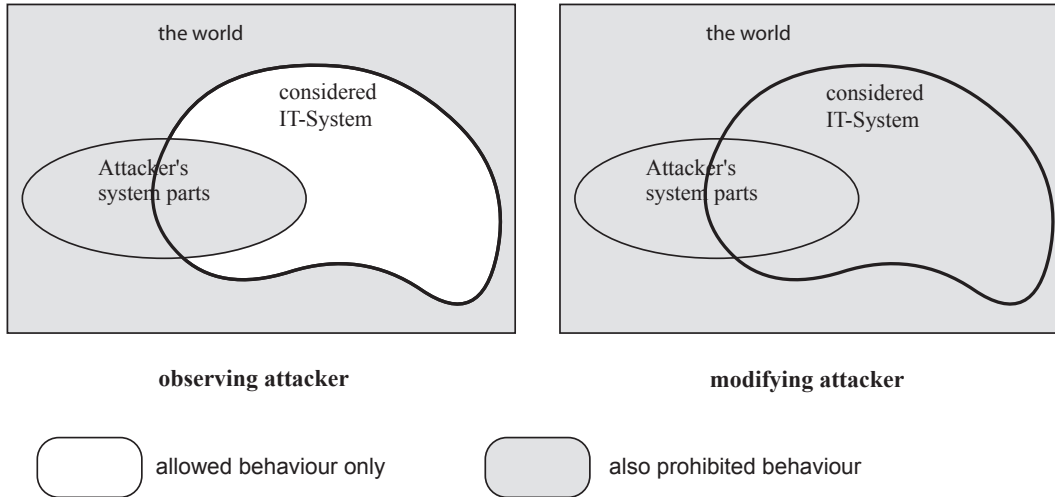 the world
considered
IT-System
Attacker's
system parts
observing attacker
the world
considered
IT-System
Attacker's
system parts
modifying attacker
allowed behaviour only
also prohibited behaviour